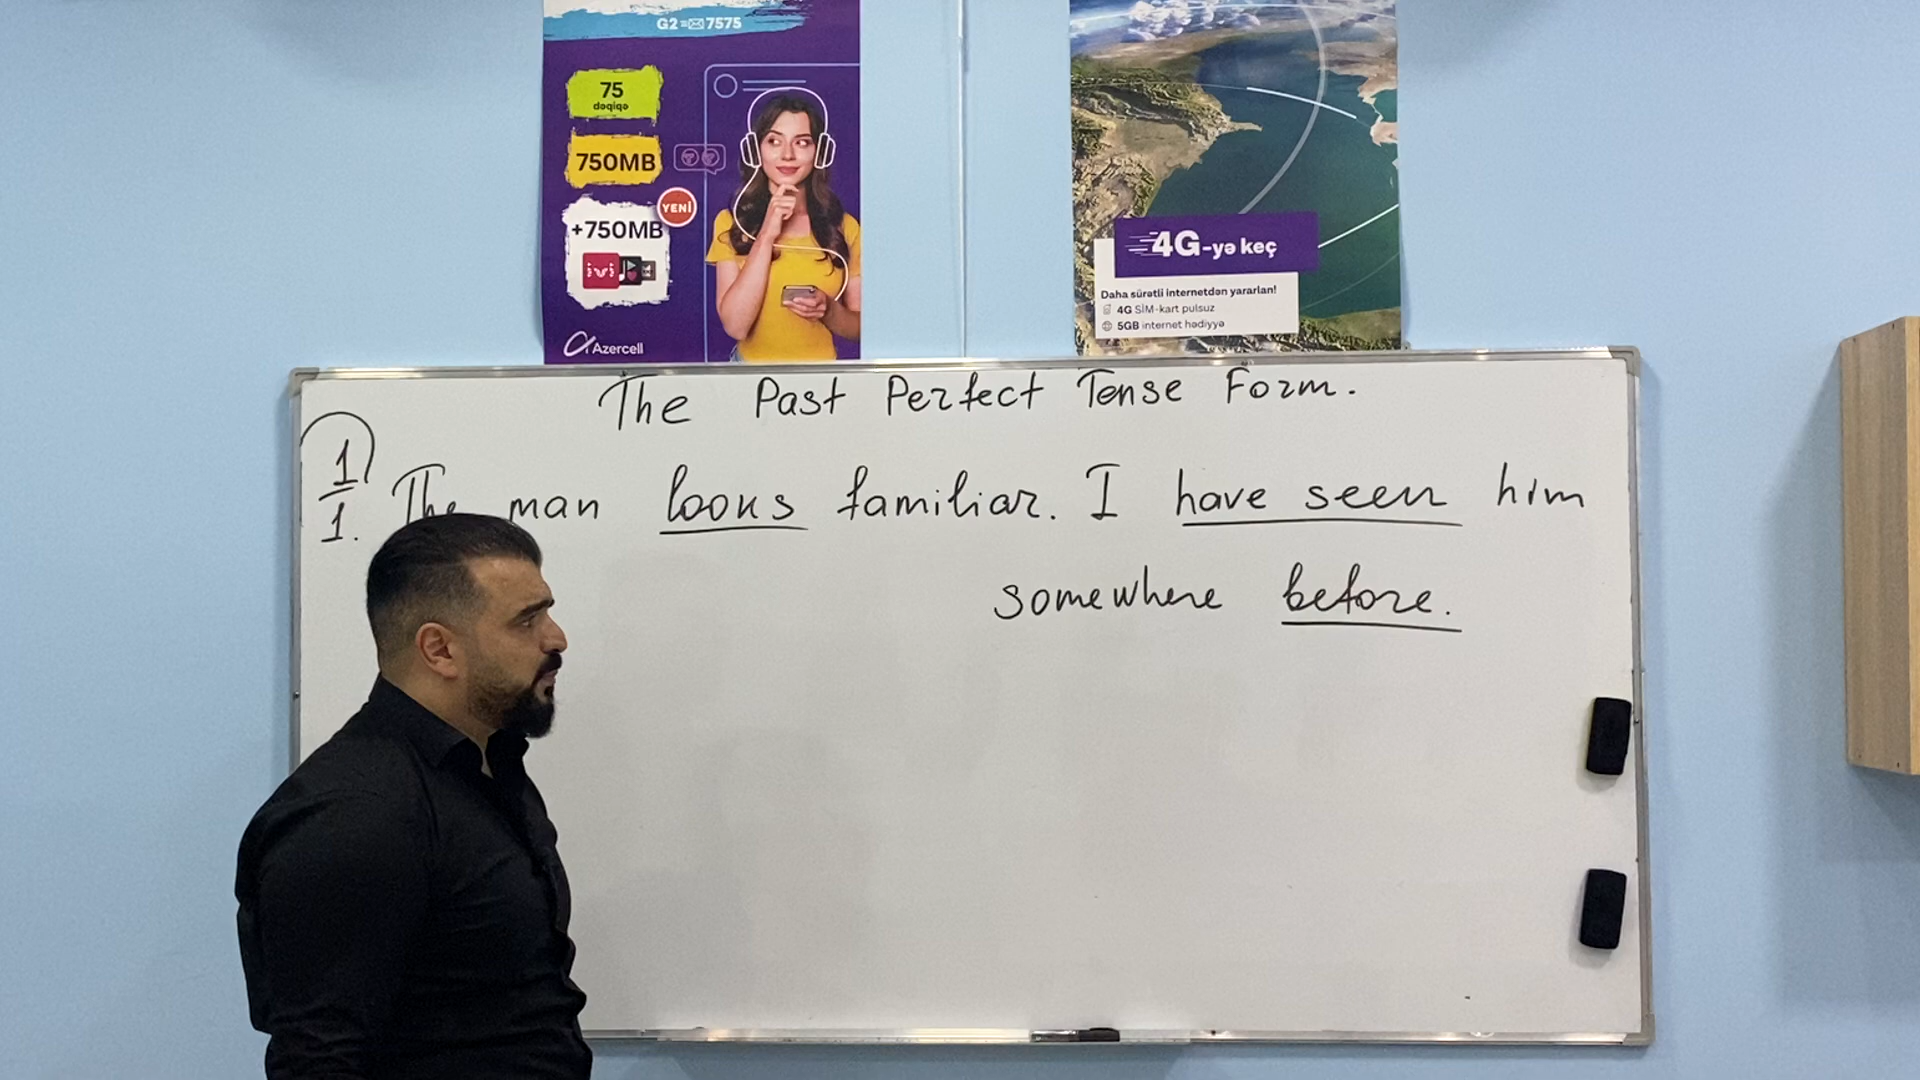 G2 = 7575
75
dəqiqə
750MB
YENİ
+750MB
ivi
Azercell
4G-yə keç
Daha sürətli internetdən yararlan!
4G SİM-kart pulsuz
5GB internet hədiyyə
The Past Perfect Tense Form.
1
1. The man looks familiar. I have seen him
somewhere before.